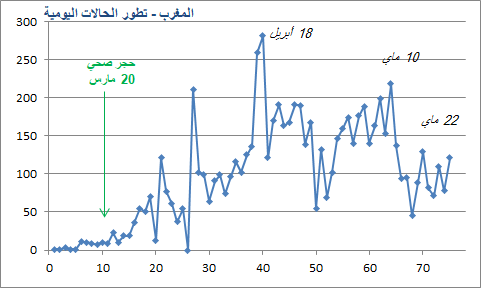 المغرب - تطور الحالات اليومية
300
250
200
150
100
50
0
حجر صحي
20 مارس
18 أبريل
10 ماي
22 ماي
0 10 20 30 40 50 60 70